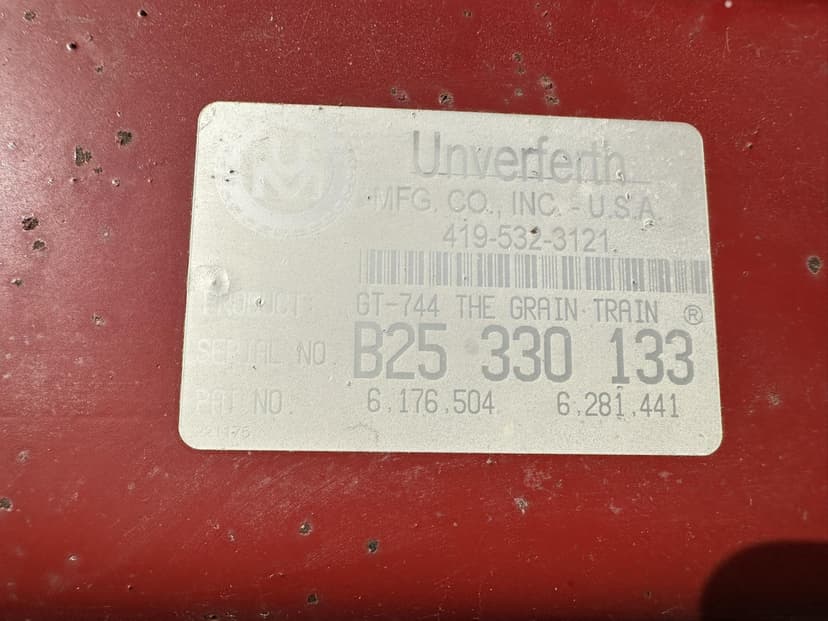 UM
Unverferth
MFG. CO., INC. - U.S.A.
419-532-3121
PRODUCT: GT-744 THE GRAIN TRAIN ®
SERIAL NO. B25 330 133
PAT NO. 6,176,504 6,281,441